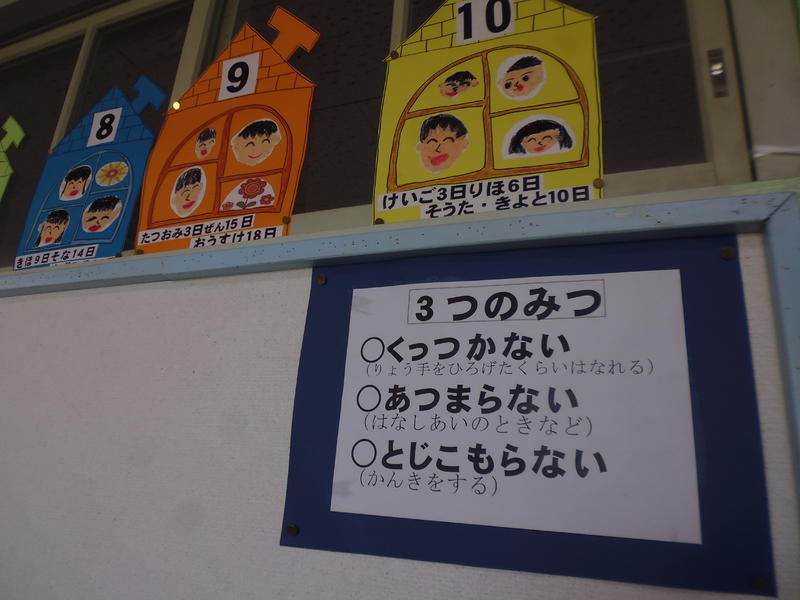 8
きほ9日そな14日
9
たつおみ3日ぜん15日
おうすけ18日
10
けいご3日りほ6日
そうた・きよと10日
3つのみつ
○くっつかない
(りょう手をひろげたくらいはなれる)
○あつまらない
(はなしあいのときなど)
○とじこもらない
(かんきをする)